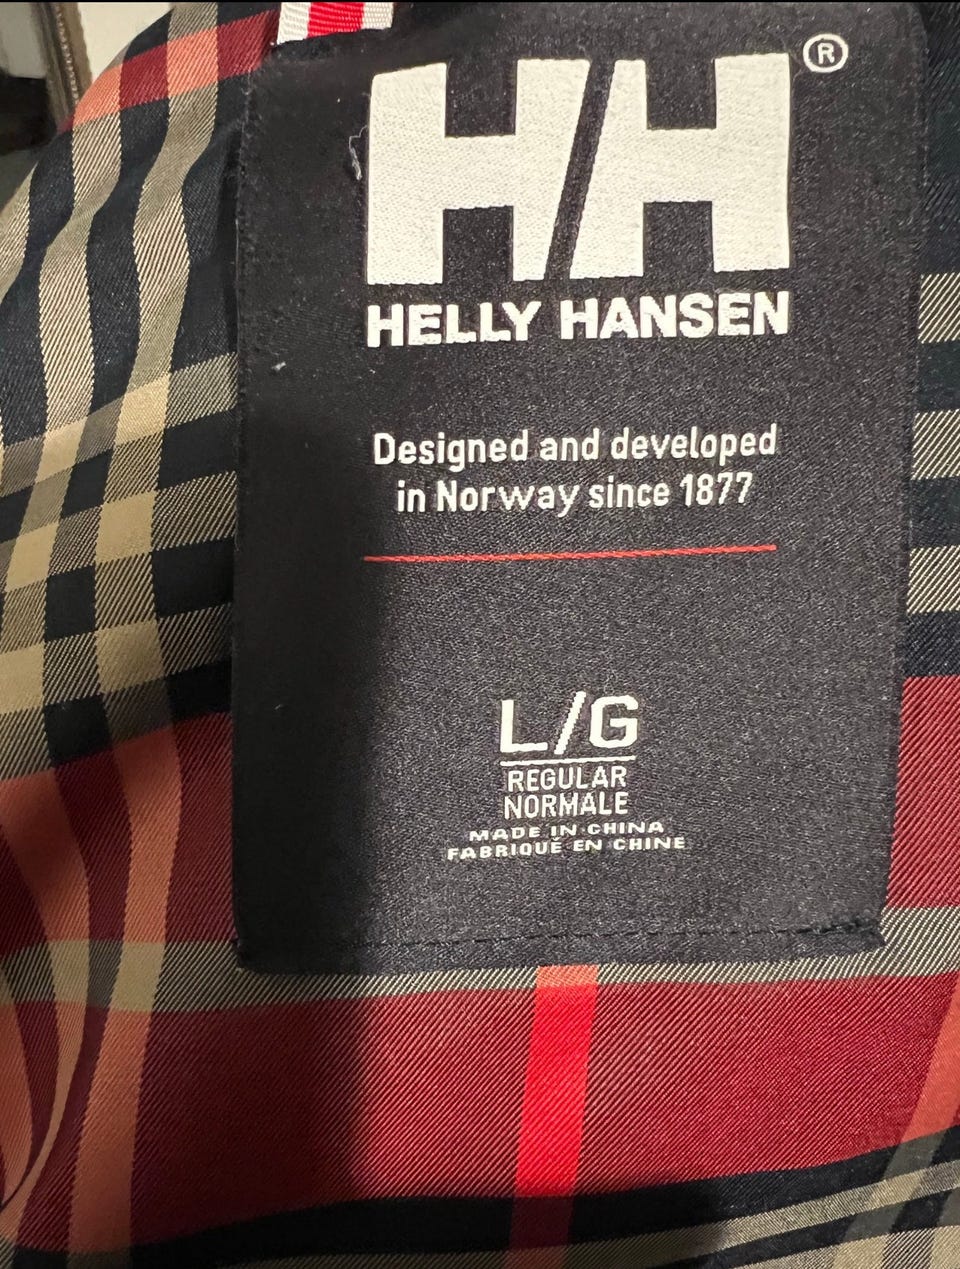 HH®
HELLY HANSEN
Designed and developed
in Norway since 1877
L/G
REGULAR
NORMALE
MADE IN CHINA
FABRIQUÉ EN CHINE